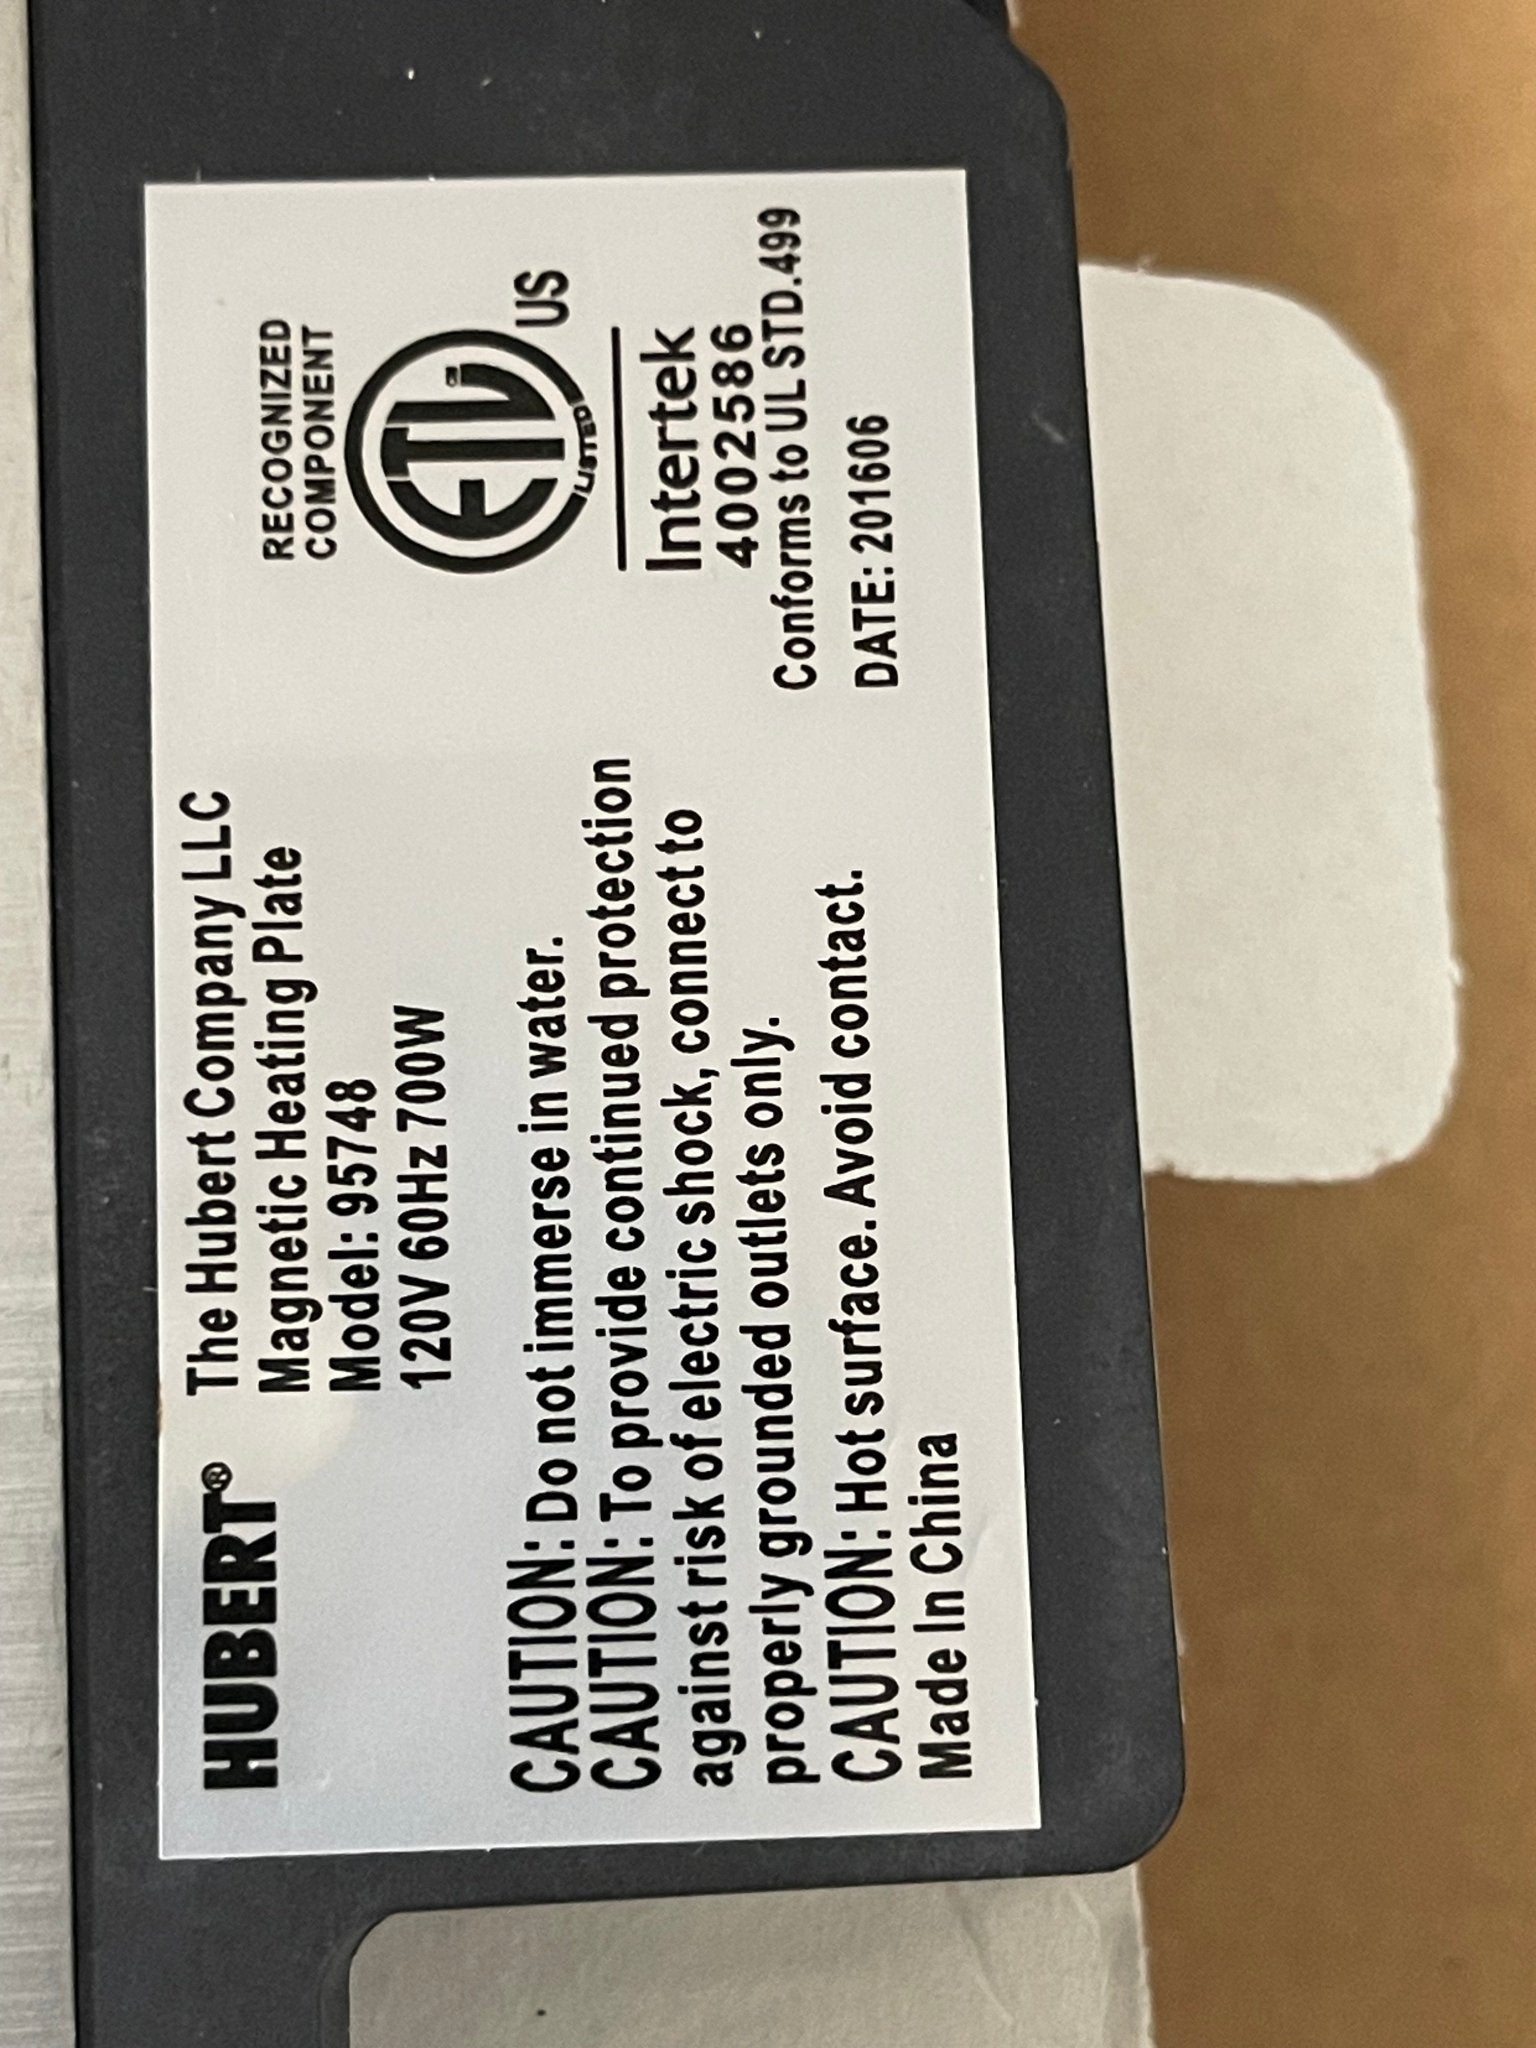 HUBERT®
The Hubert Company LLC
Magnetic Heating Plate
Model: 95748
120V 60Hz 700W
CAUTION: Do not immerse in water.
CAUTION: To provide continued protection
against risk of electric shock, connect to
properly grounded outlets only.
CAUTION: Hot surface. Avoid contact.
Made In China
RECOGNIZED
COMPONENT
ETL CM
LISTED
US
Intertek
4002586
Conforms to UL STD.499
DATE: 201606